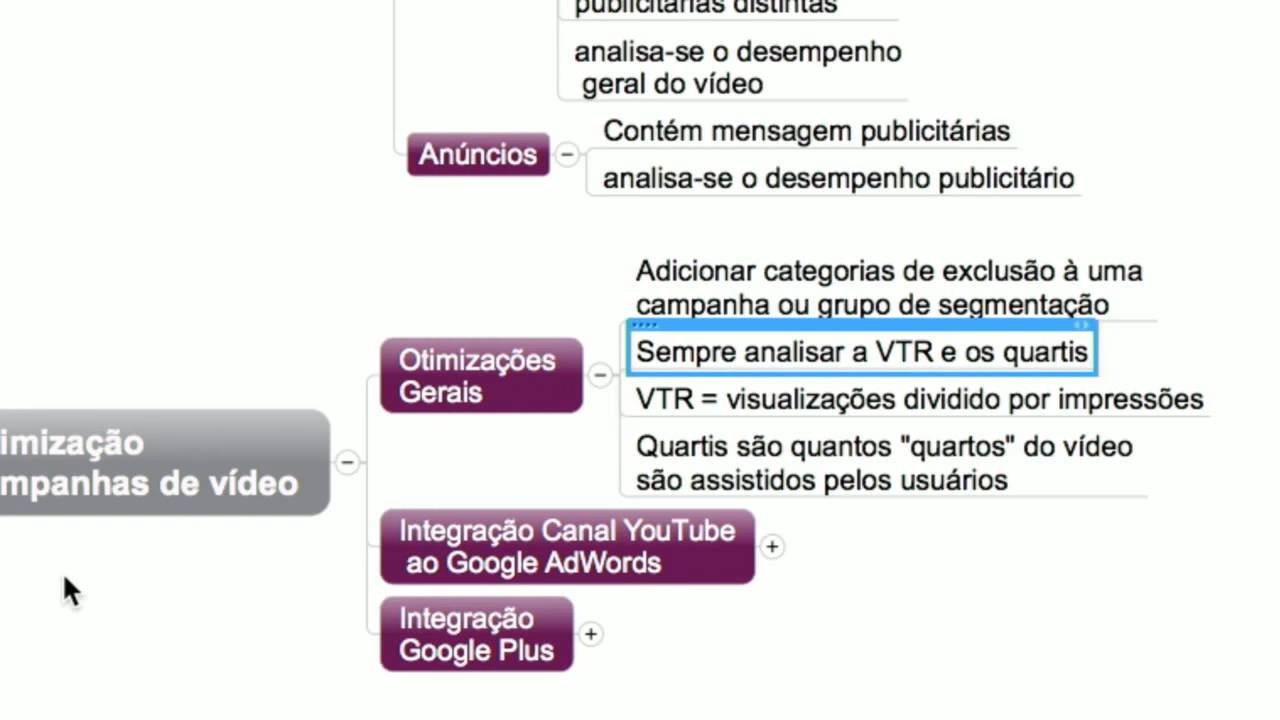 publicitárias distintas
analisa-se o desempenho
geral do vídeo
Anúncios
Contém mensagem publicitárias
analisa-se o desempenho publicitário
Adicionar categorias de exclusão à uma
campanha ou grupo de segmentação
Otimizações
Gerais
Sempre analisar a VTR e os quartis
VTR = visualizações dividido por impressões
Quartis são quantos "quartos" do vídeo
são assistidos pelos usuários
imização
mpanhas de vídeo
Integração Canal YouTube
ao Google AdWords
Integração
Google Plus